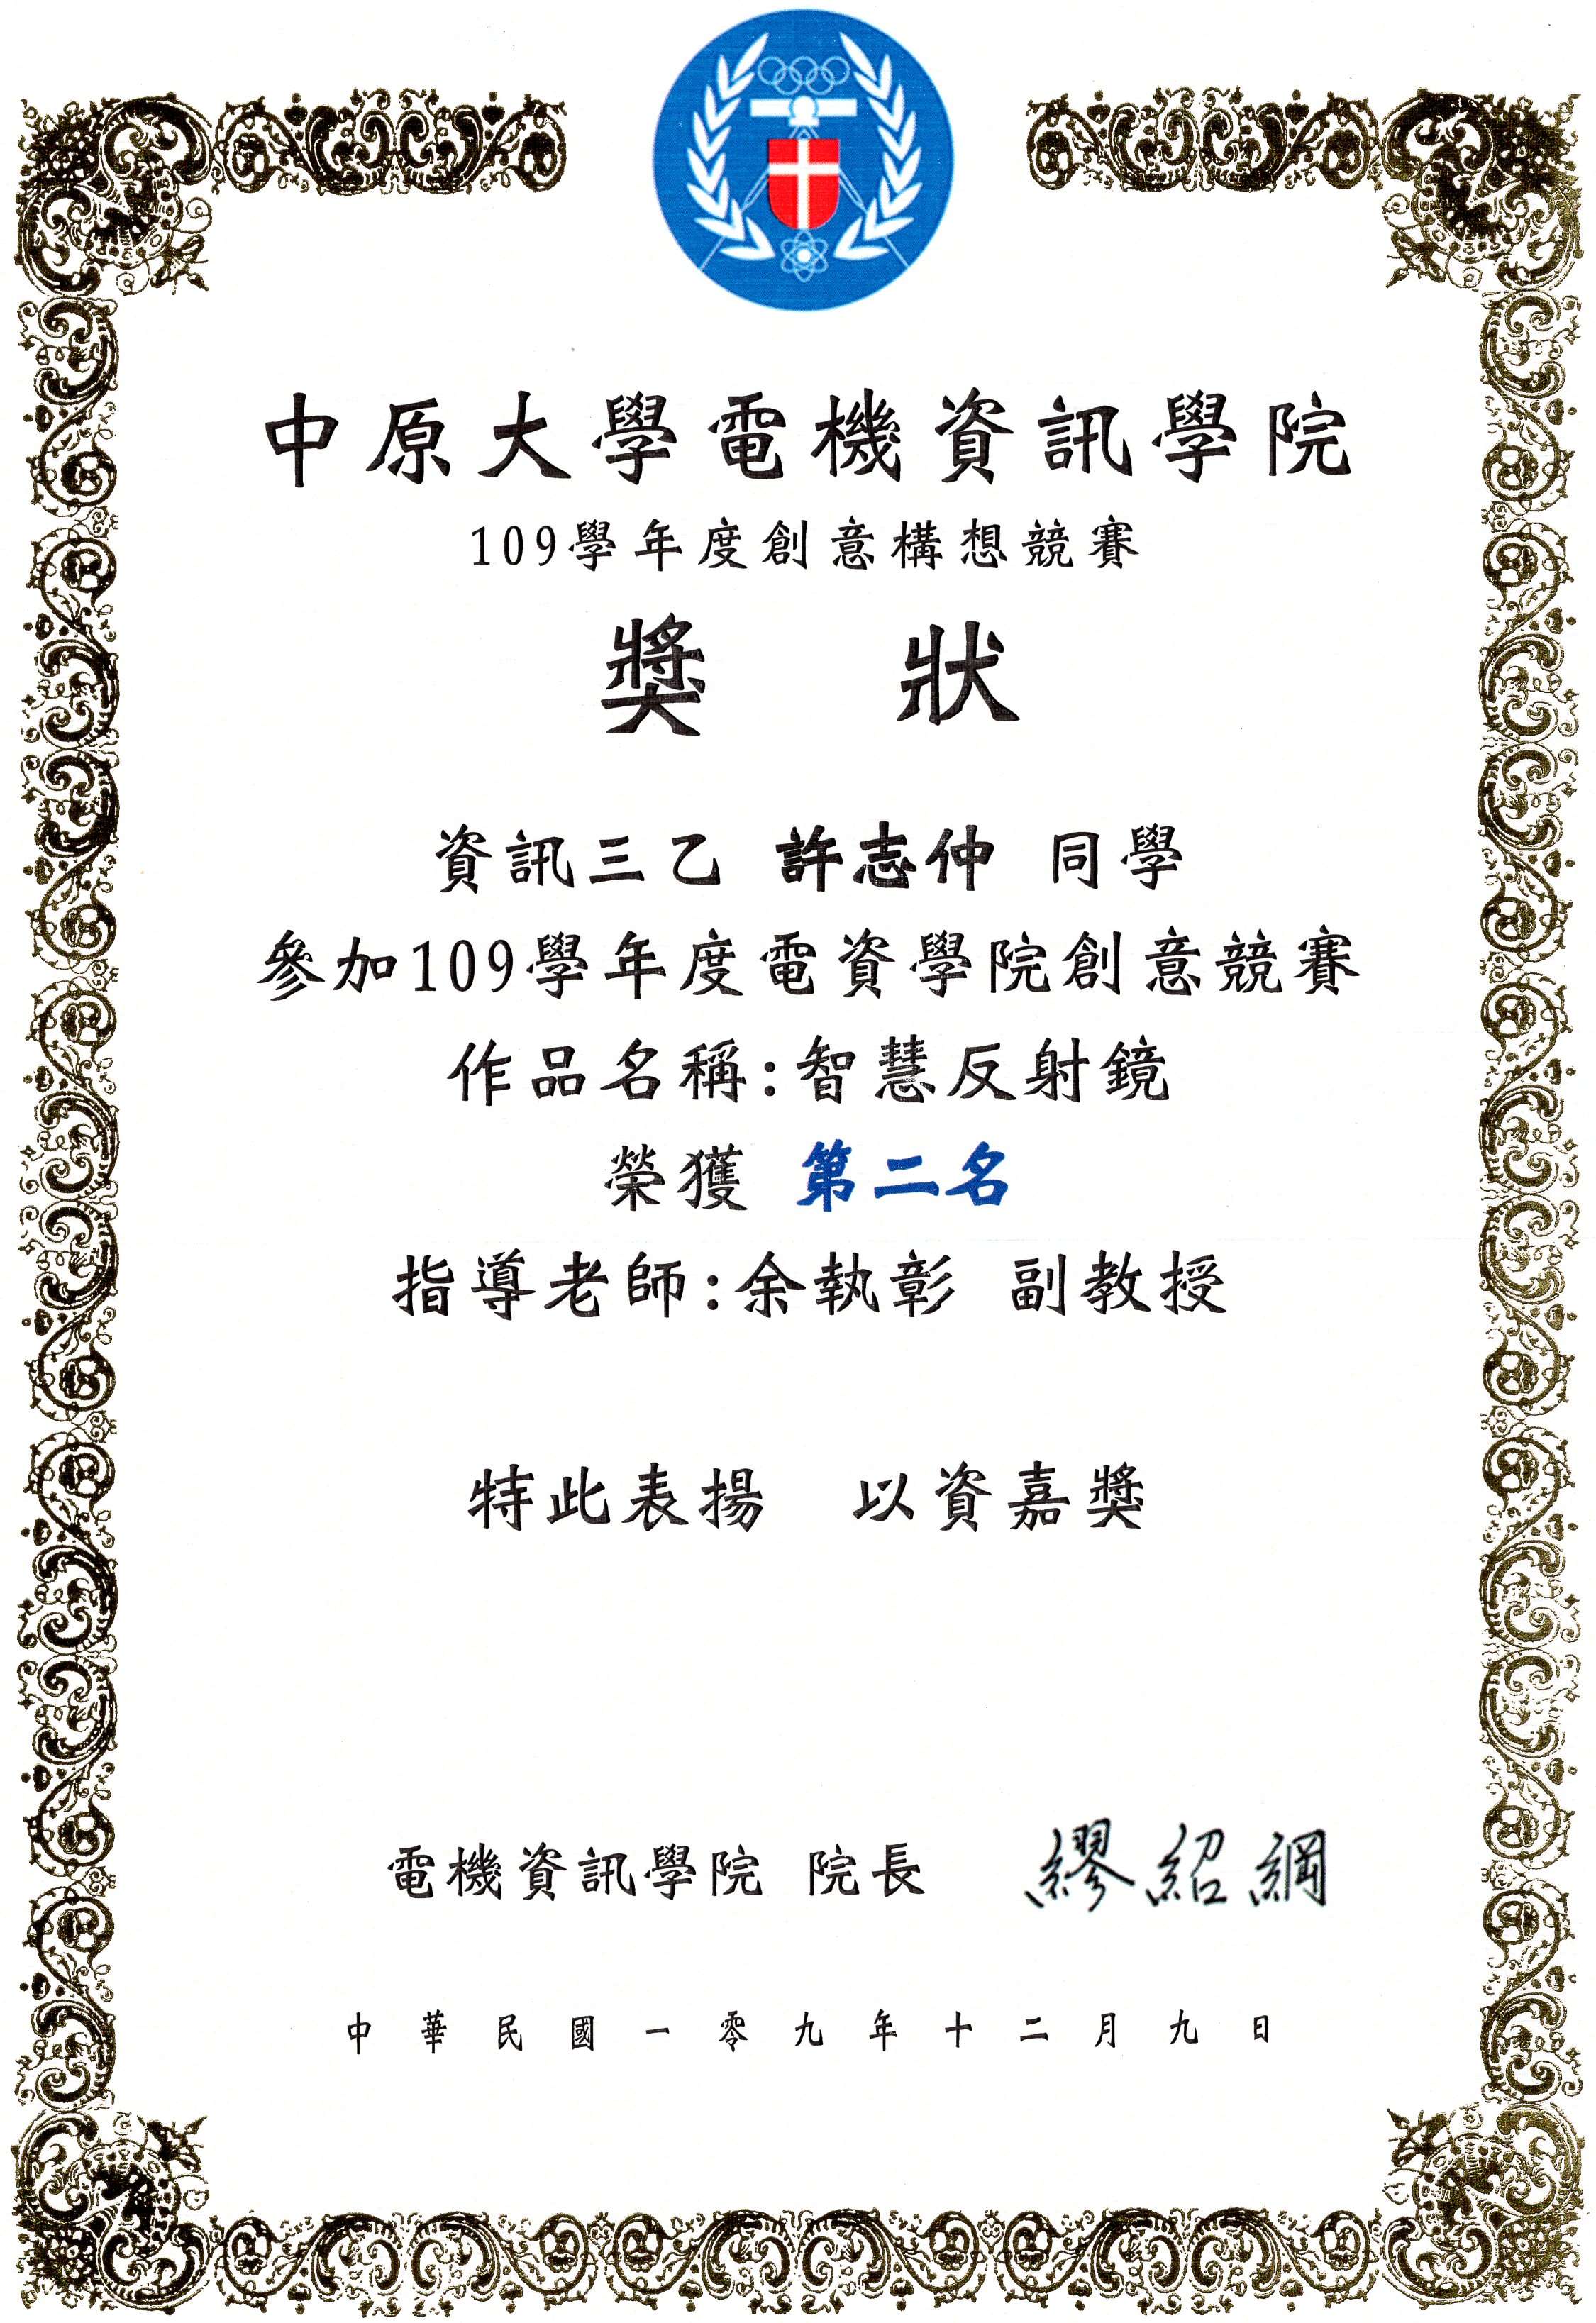 中原大學電機資訊學院
109學年度創意構想競賽
獎 狀
資訊三乙 許志仲 同學
參加109學年度電資學院創意競賽
作品名稱:智慧反射鏡
榮獲 第二名
指導老師:余執彰 副教授
特此表揚 以資嘉獎
電機資訊學院 院長 繆紹綱
中華民國一零九年十二月九日